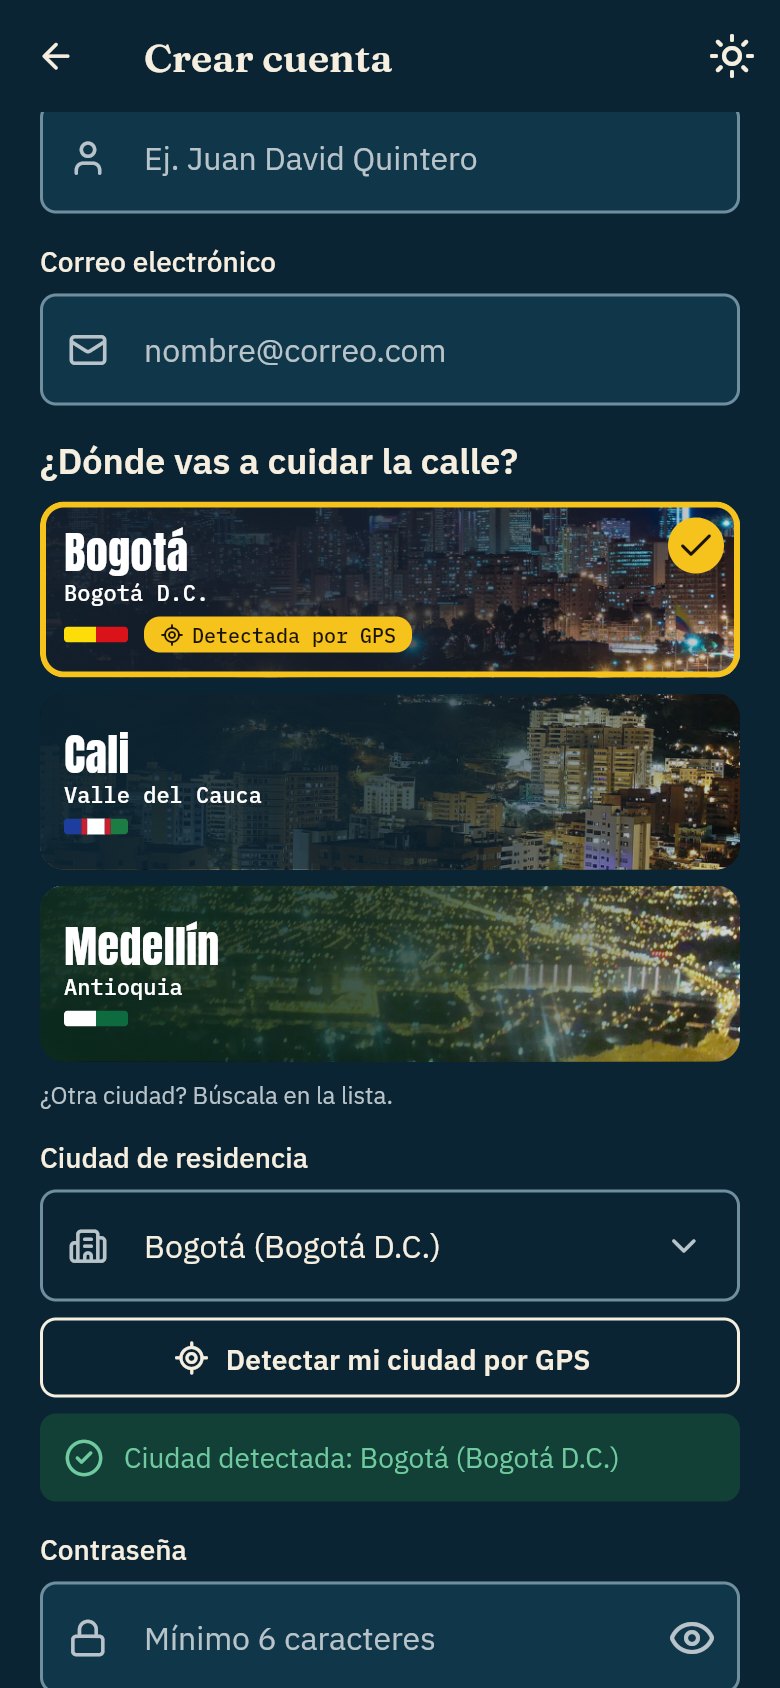 Crear cuenta
Ej. Juan David Quintero
Correo electrónico
nombre@correo.com
¿Dónde vas a cuidar la calle?
Bogotá
Bogotá D.C.
Detectada por GPS
Cali
Valle del Cauca
Medellín
Antioquia
¿Otra ciudad? Búscala en la lista.
Ciudad de residencia
Bogotá (Bogotá D.C.)
Detectar mi ciudad por GPS
Ciudad detectada: Bogotá (Bogotá D.C.)
Contraseña
Mínimo 6 caracteres